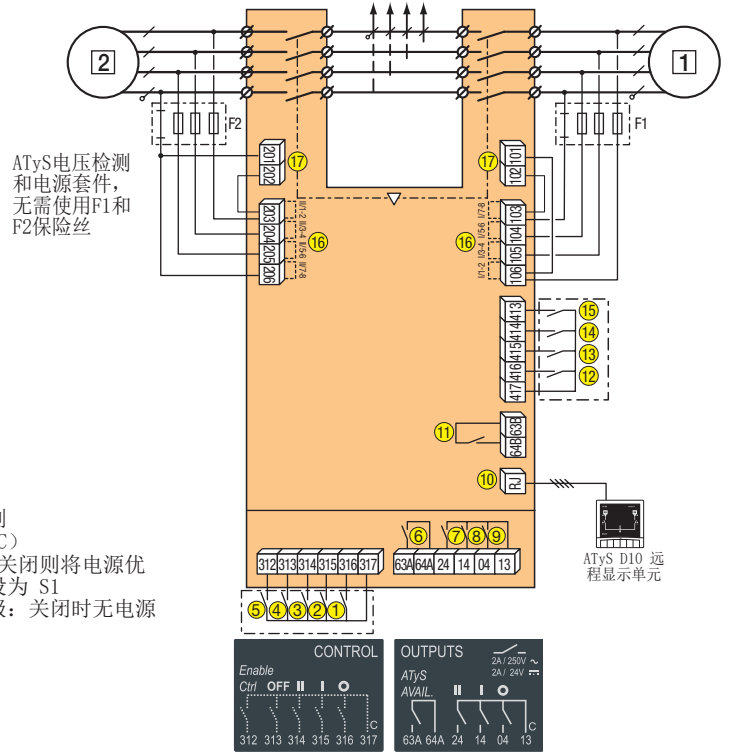 2
1
F2
F1
ATyS电压检测
和电源套件，
无需使用F1和
F2保险丝
201
202
17
17
101
102
203
204
205
206
II/1-2
II/3-4
II/5-6
II/7-8
16
16
I/7-8
I/5-6
I/3-4
I/1-2
103
104
105
106
413
414
415
416
417
15
14
13
12
11
63B
64B
10
RJ
ATyS D10 远
程显示单元
则
C）
关闭则将电源优
设为 S1
级：关闭时无电源
6
7
8
9
312
313
314
315
316
317
63A
64A
24
14
04
13
5
4
3
2
1
CONTROL
Enable
Ctrl OFF II I O
C
312 313 314 315 316 317
OUTPUTS
2A / 250V ~
2A / 24V ⎓
ATyS
AVAIL. II I O
C
63A 64A 24 14 04 13